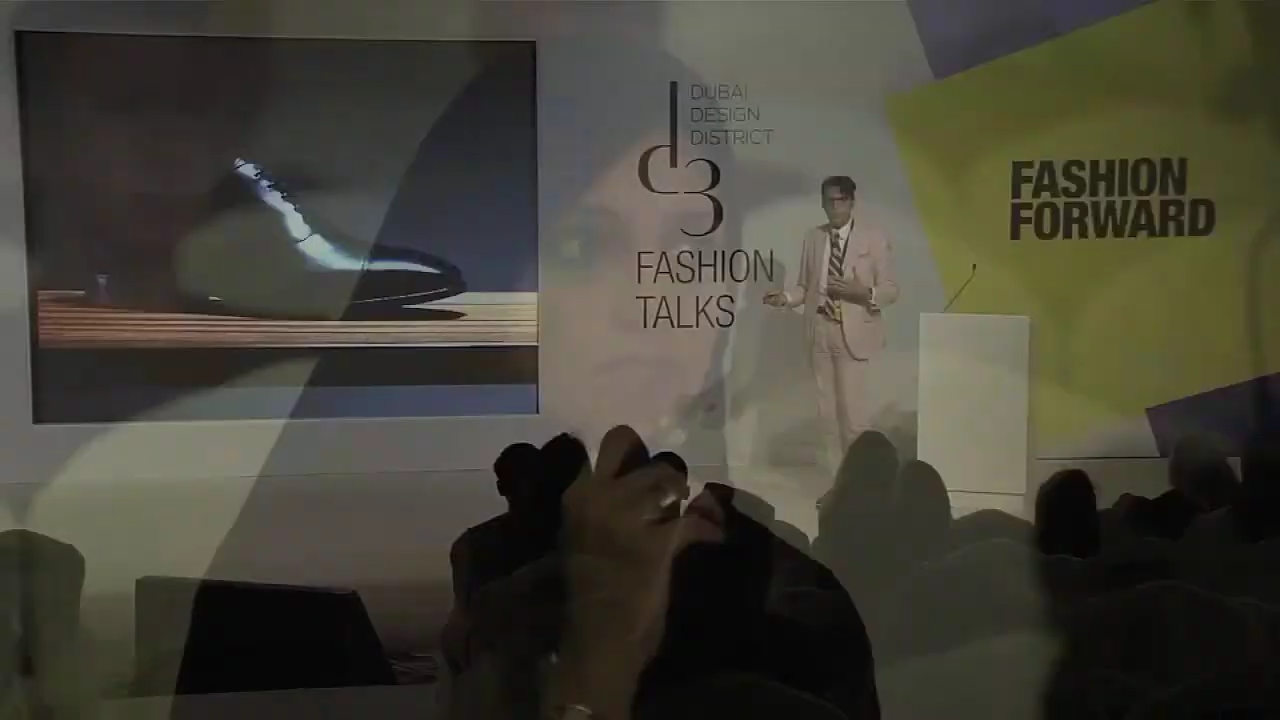 DUBAI
DESIGN
DISTRICT
d3
FASHION
TALKS
FASHION
FORWARD